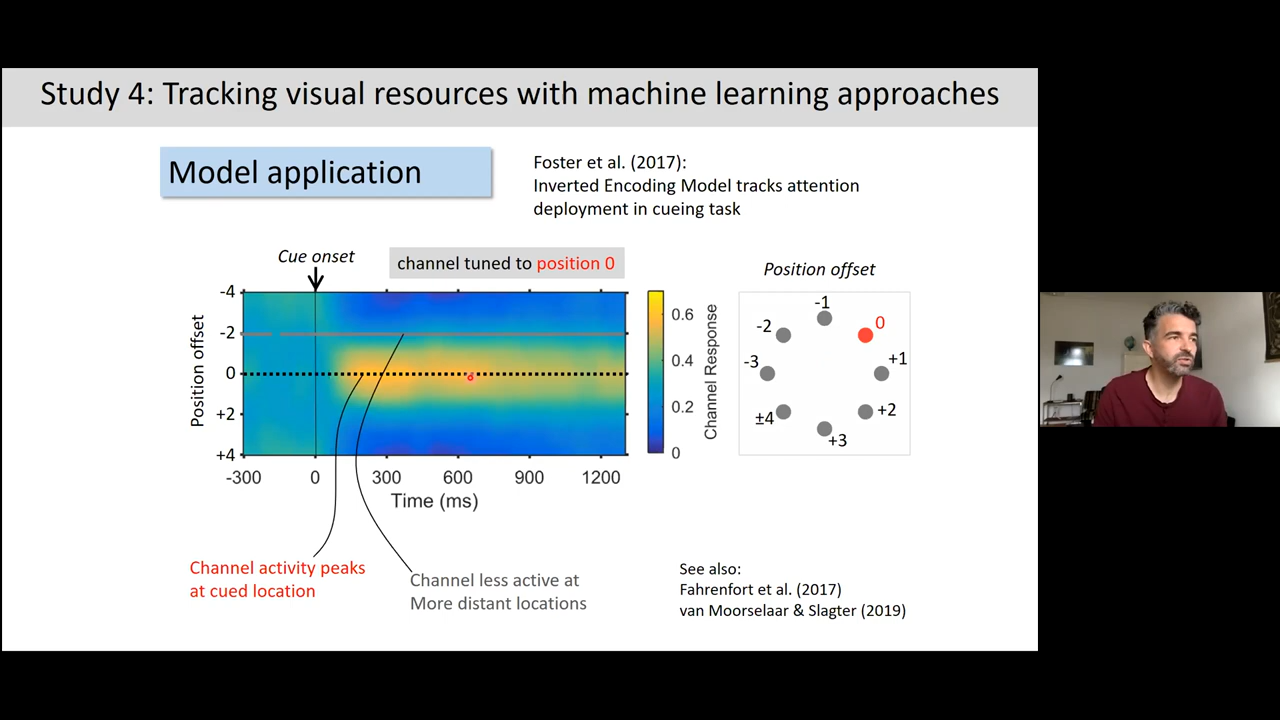 Study 4: Tracking visual resources with machine learning approaches
Model application
Foster et al. (2017):
Inverted Encoding Model tracks attention
deployment in cueing task
Cue onset
channel tuned to position 0
Position offset
-4
-2
0
+2
+4
Position offset
-300
0
300
600
900
1200
Time (ms)
0.6
0.4
0.2
0
Channel Response
-1
0
-2
+1
-3
+2
±4
+3
Channel activity peaks
at cued location
Channel less active at
More distant locations
See also:
Fahrenfort et al. (2017)
van Moorselaar & Slagter (2019)